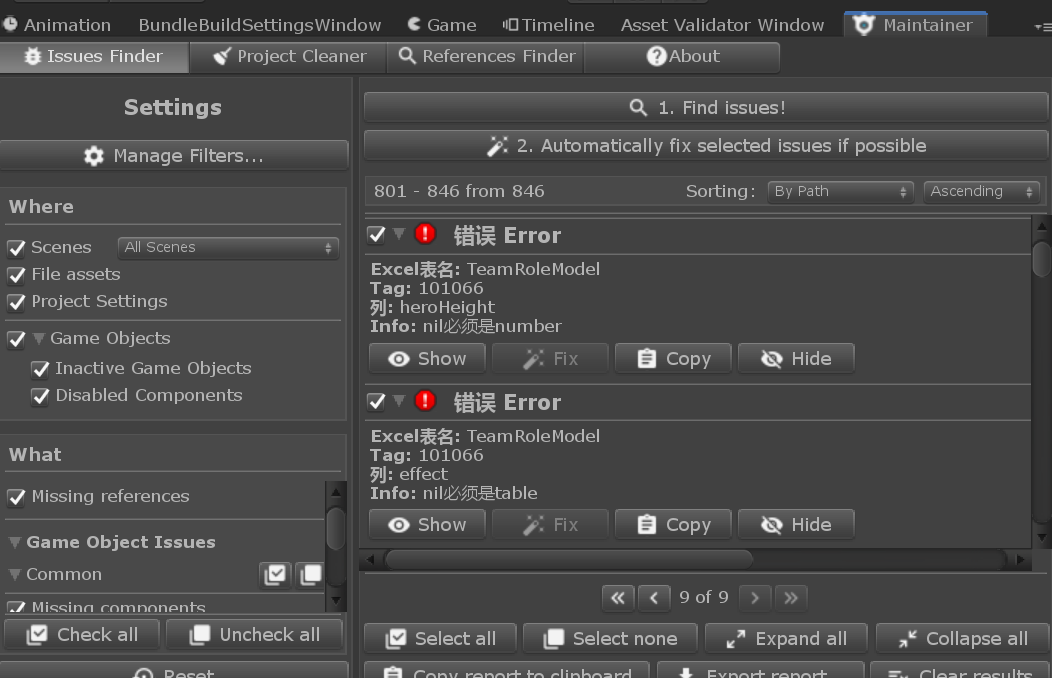 Animation BundleBuildSettingsWindow Game Timeline Asset Validator Window Maintainer
Issues Finder Project Cleaner References Finder About
Settings
Manage Filters...
Where
Scenes All Scenes
File assets
Project Settings
Game Objects
Inactive Game Objects
Disabled Components
What
Missing references
Game Object Issues
Common
Missing components
Check all Uncheck all
Reset
1. Find issues!
2. Automatically fix selected issues if possible
801 - 846 from 846 Sorting: By Path Ascending
错误 Error
Excel表名: TeamRoleModel
Tag: 101066
列: heroHeight
Info: nil必须是number
Show Fix Copy Hide
错误 Error
Excel表名: TeamRoleModel
Tag: 101066
列: effect
Info: nil必须是table
Show Fix Copy Hide
9 of 9
Select all Select none Expand all Collapse all
Copy report to clipboard Export report... Clear results